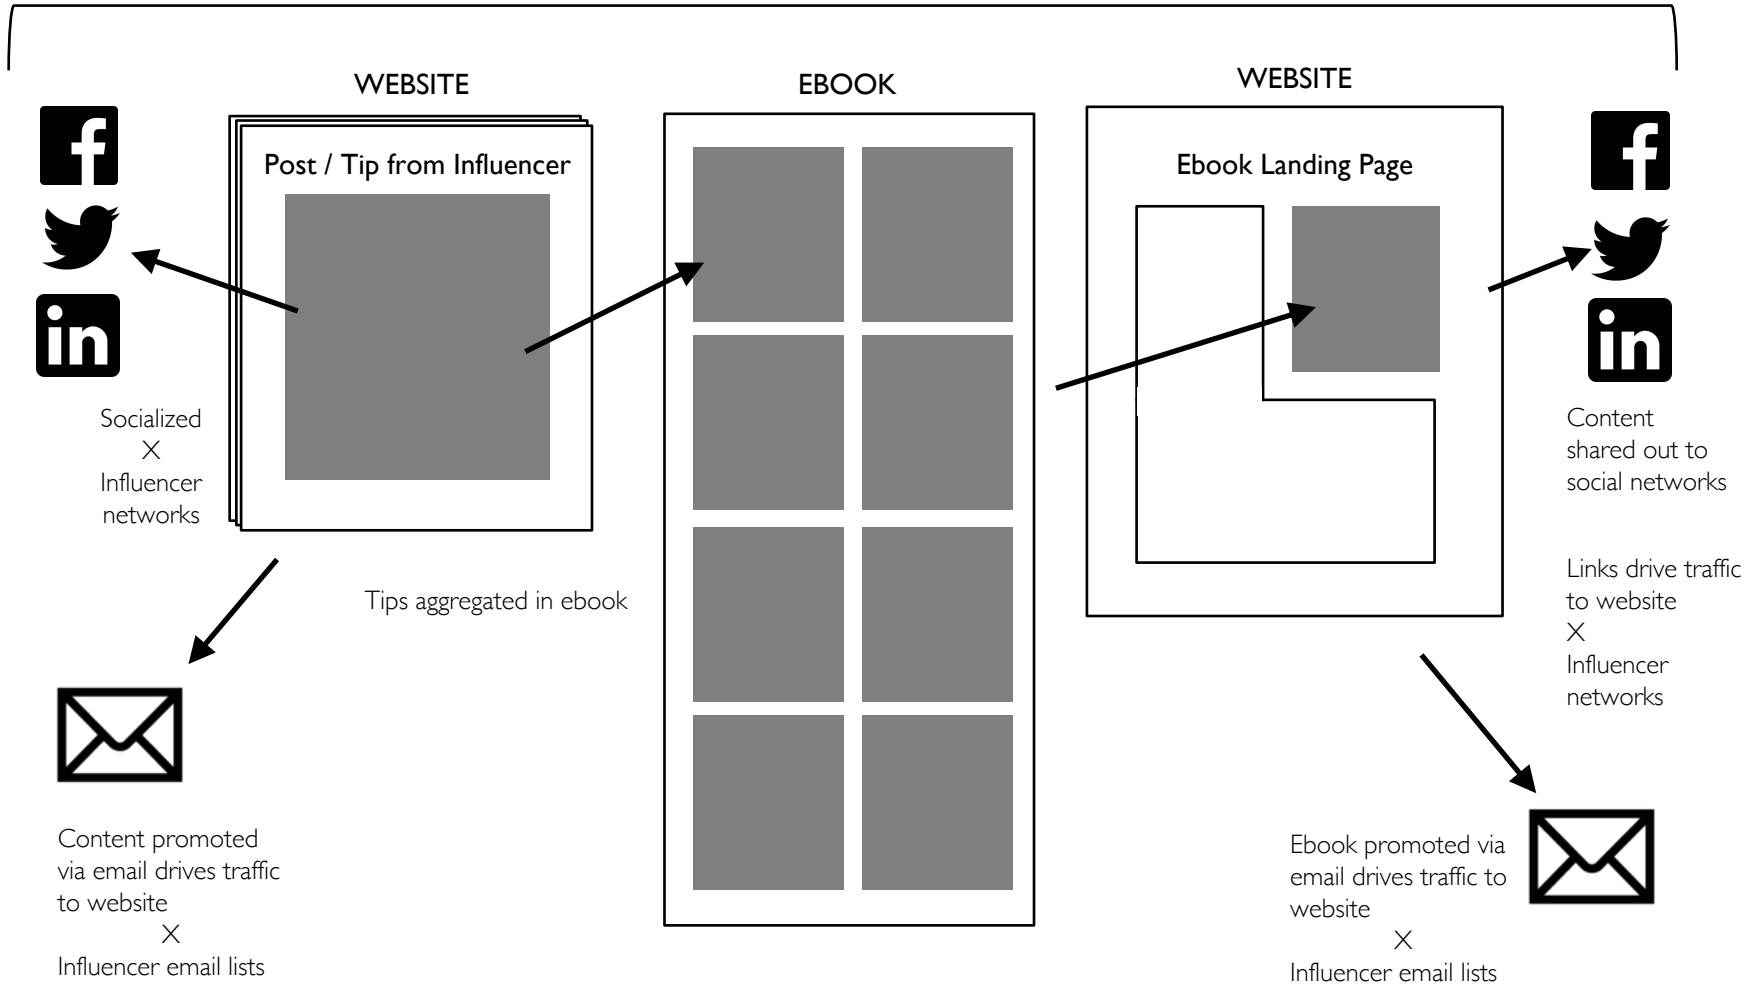 WEBSITE
EBOOK
WEBSITE
Post / Tip from Influencer
Ebook Landing Page
f
in
f
in
Socialized
X
Influencer
networks
Tips aggregated in ebook
Content
shared out to
social networks
Links drive traffic
to website
X
Influencer
networks
Content promoted
via email drives traffic
to website
X
Influencer email lists
Ebook promoted via
email drives traffic to
website
X
Influencer email lists